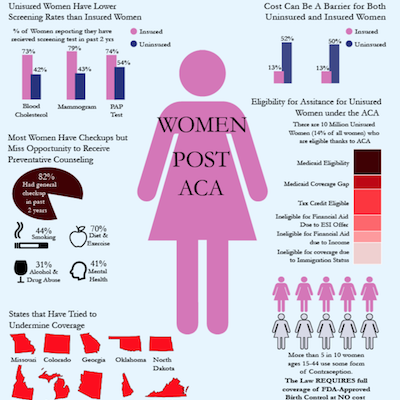 Unisured Women Have Lower
Screening Rates than Insured Women
% of Women reporting they have
recieved screening test in past 2 yrs
Insured
Uninsured
73%
42%
79%
43%
74%
54%
Blood
Cholesterol
Mammogram
PAP
Test
Most Women Have Checkups but
Miss Opportunity to Receive
Preventative Counseling
82%
Had general
checkup
in past
2 years
44%
Smoking
70%
Diet &
Exercise
31%
Alcohol &
Drug Abuse
41%
Mental
Health
States that Have Tried to
Undermine Coverage
Missouri
Colorado
Georgia
Oklahoma
North
Dakota
WOMEN
POST
ACA
Cost Can Be A Barrier for Both
Uninsured and Insured Women
Insured
Uninsured
13%
52%
13%
50%
Eligibility for Assitance for Unisured
Women under the ACA
There are 10 Million Unisured
Women (14% of all women) who are
eligible thanks to ACA
Medicaid Eligibility
Medicaid Coverage Gap
Tax Credit Eligible
Ineligible for Financial Aid
Due to ESI Offer
Ineligible for Financial Aid
due to Income
Ineligible for coverage due
to Immigration Status
More than 5 in 10 women
ages 15-44 use some form
of Contraception.
The Law REQUIRES full
coverage of FDA-Approved
Birth Control at NO cost